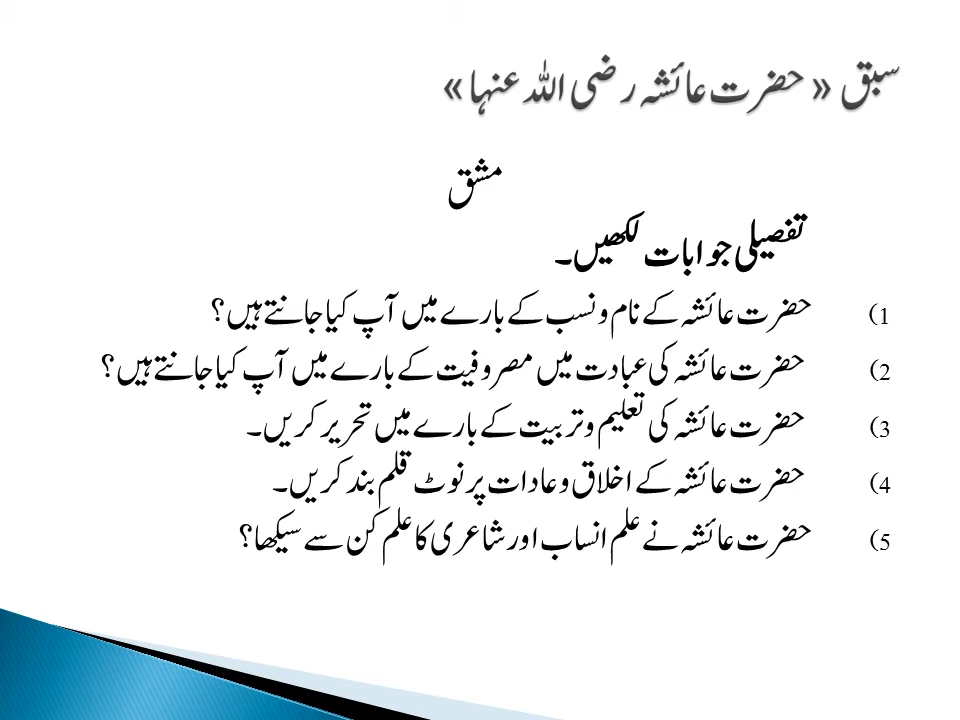 سبق « حضرت عائشہ رضی اللہ عنہا»
مشق
تفصیلی جوابات لکھیں۔
1) حضرت عائشہ کے نام و نسب کے بارے میں آپ کیا جانتے ہیں؟
2) حضرت عائشہ کی عبادت میں مصروفیت کے بارے میں آپ کیا جانتے ہیں؟
3) حضرت عائشہ کی تعلیم و تربیت کے بارے میں تحریر کریں۔
4) حضرت عائشہ کے اخلاق و عادات پر نوٹ قلم بند کریں۔
5) حضرت عائشہ نے علم انساب اور شاعری کا علم کن سے سیکھا؟